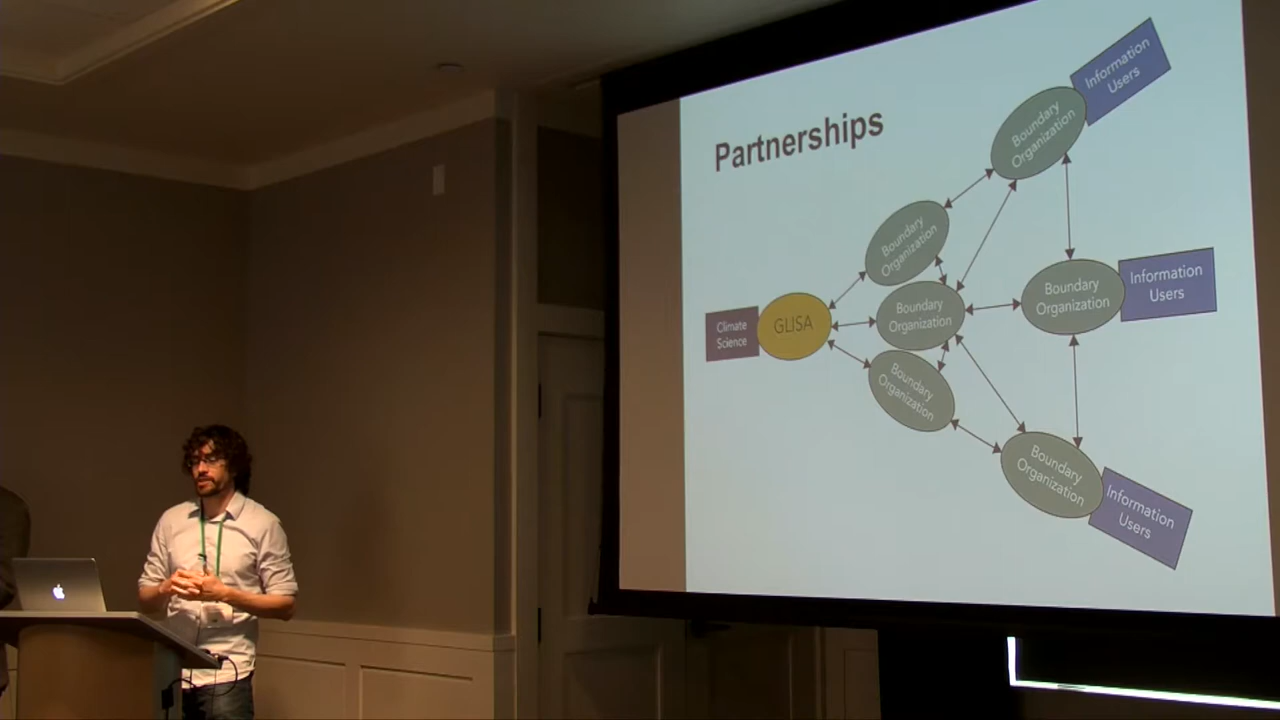 Partnerships
Information
Users
Boundary
Organization
Boundary
Organization
Climate
Science
GLISA
Boundary
Organization
Boundary
Organization
Information
Users
Boundary
Organization
Boundary
Organization
Information
Users